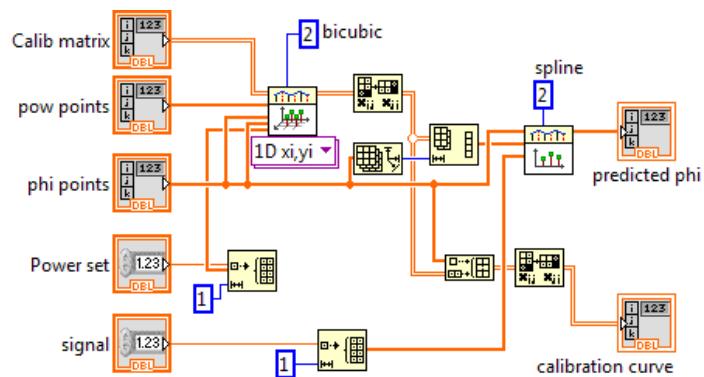 Calib matrix
i
j
k
123
DBL
2
bicubic
pow points
i
j
k
123
DBL
1D xi,yi
spline
2
phi points
i
j
k
123
DBL
i
j
k
123
DBL
predicted phi
Power set
1.23
DBL
1
signal
1.23
DBL
1
i
j
k
123
DBL
calibration curve